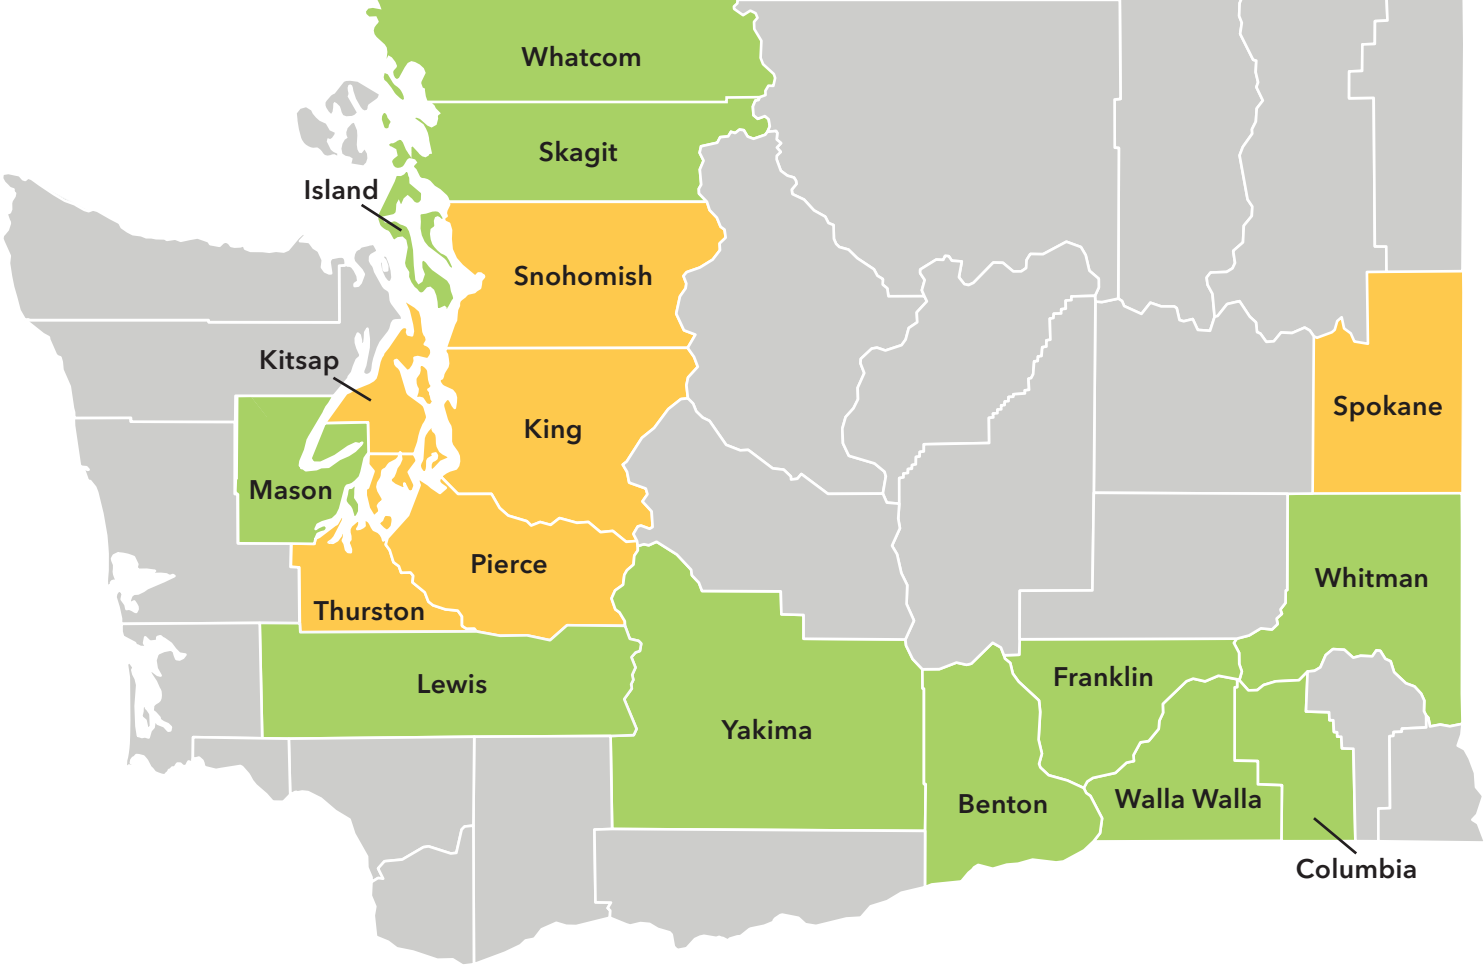 Whatcom
Skagit
Island
Snohomish
Kitsap
King
Spokane
Mason
Pierce
Whitman
Thurston
Lewis
Franklin
Yakima
Benton
Walla Walla
Columbia